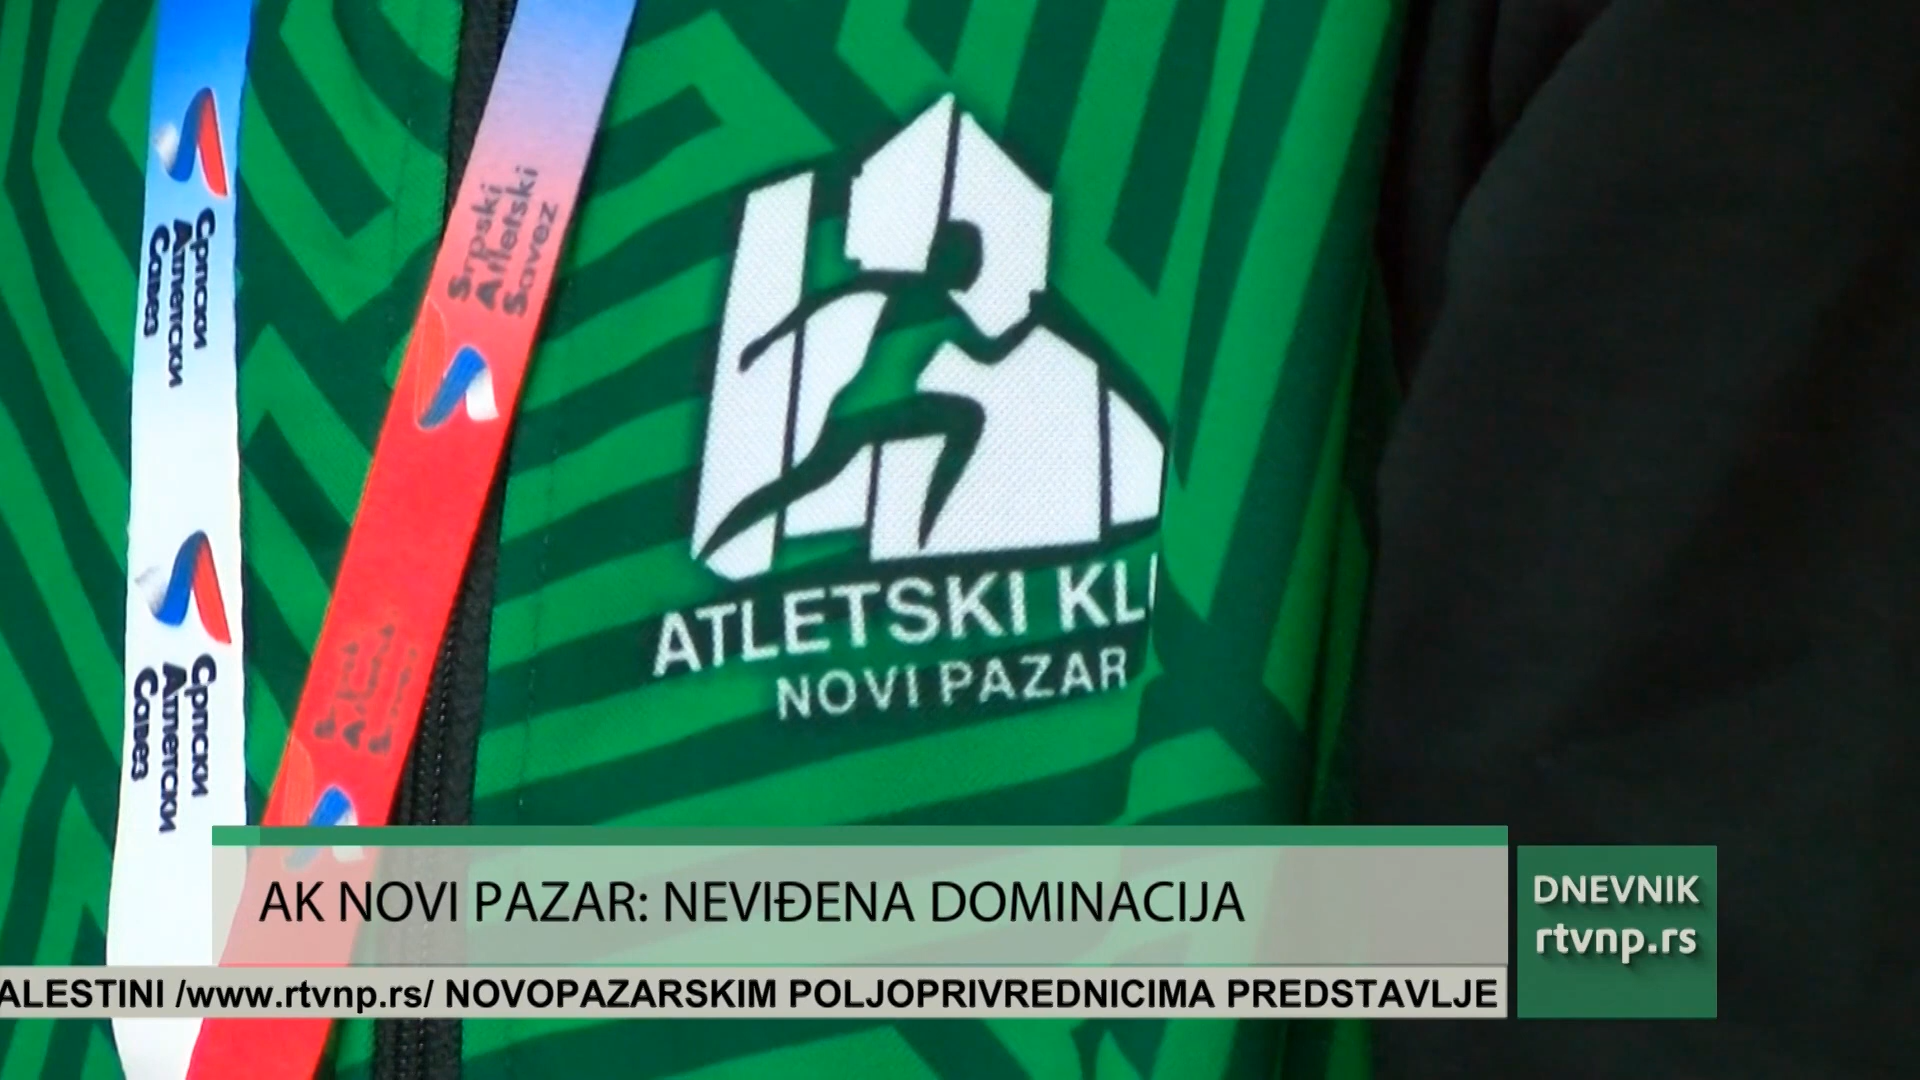 Српски
Атлетски
Савез
Srpski
Atletski
Savez
ATLETSKI KL
NOVI PAZAR
Српски
Атлетски
Савез
AK NOVI PAZAR: NEVIĐENA DOMINACIJA
DNEVNIK
rtvnp.rs
ALESTINI /www.rtvnp.rs/ NOVOPAZARSKIM POLJOPRIVREDNICIMA PREDSTAVLJE